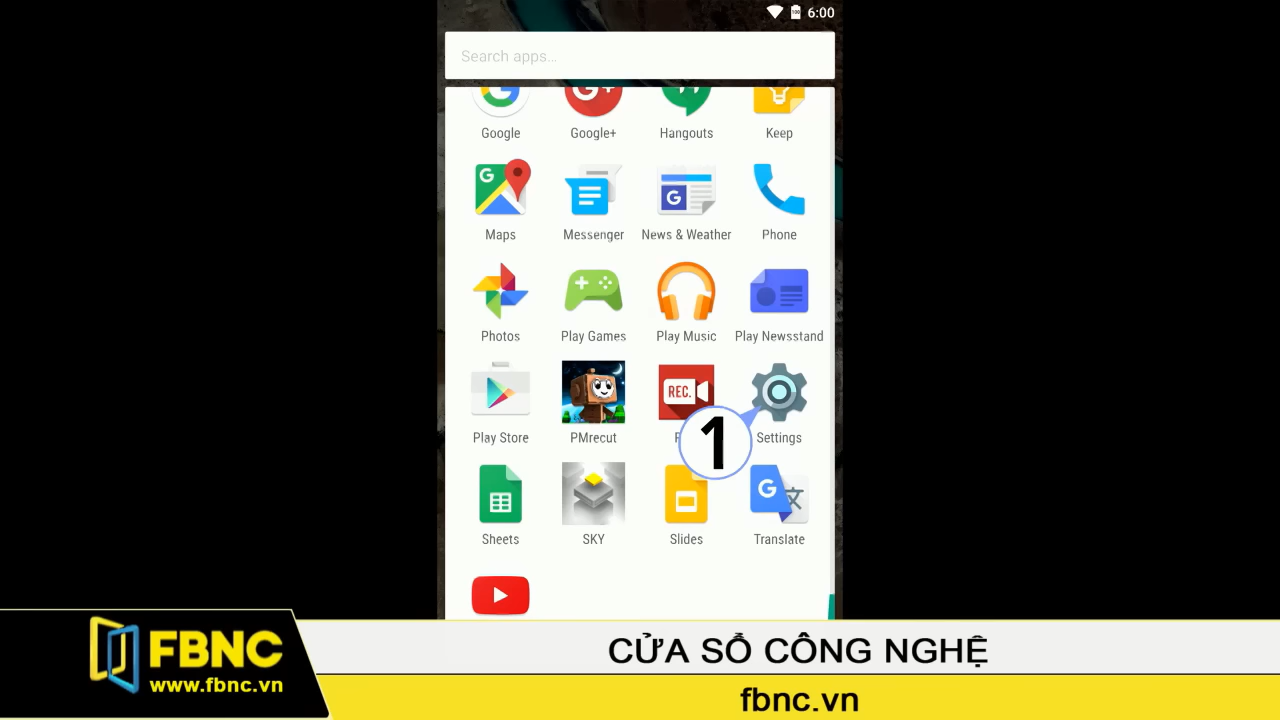 6:00
Search apps...
Google Google+ Hangouts Keep
Maps Messenger News & Weather Phone
Photos Play Games Play Music Play Newsstand
REC.
Play Store PMrecut Settings
1
Sheets SKY Slides Translate
FBNC
www.fbnc.vn
CỬA SỔ CÔNG NGHỆ
fbnc.vn